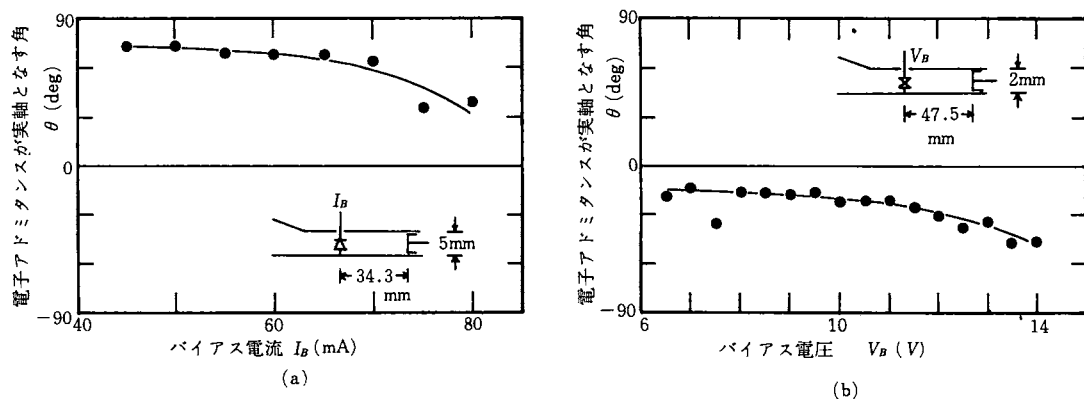 電子アドミタンスが実軸となす角
θ (deg)
90
0
−90
I_B
5mm
34.3
mm
40
60
80
バイアス電流 I_B (mA)
(a)
電子アドミタンスが実軸となす角
θ (deg)
90
0
−90
V_B
2mm
47.5
mm
6
10
14
バイアス電圧 V_B (V)
(b)